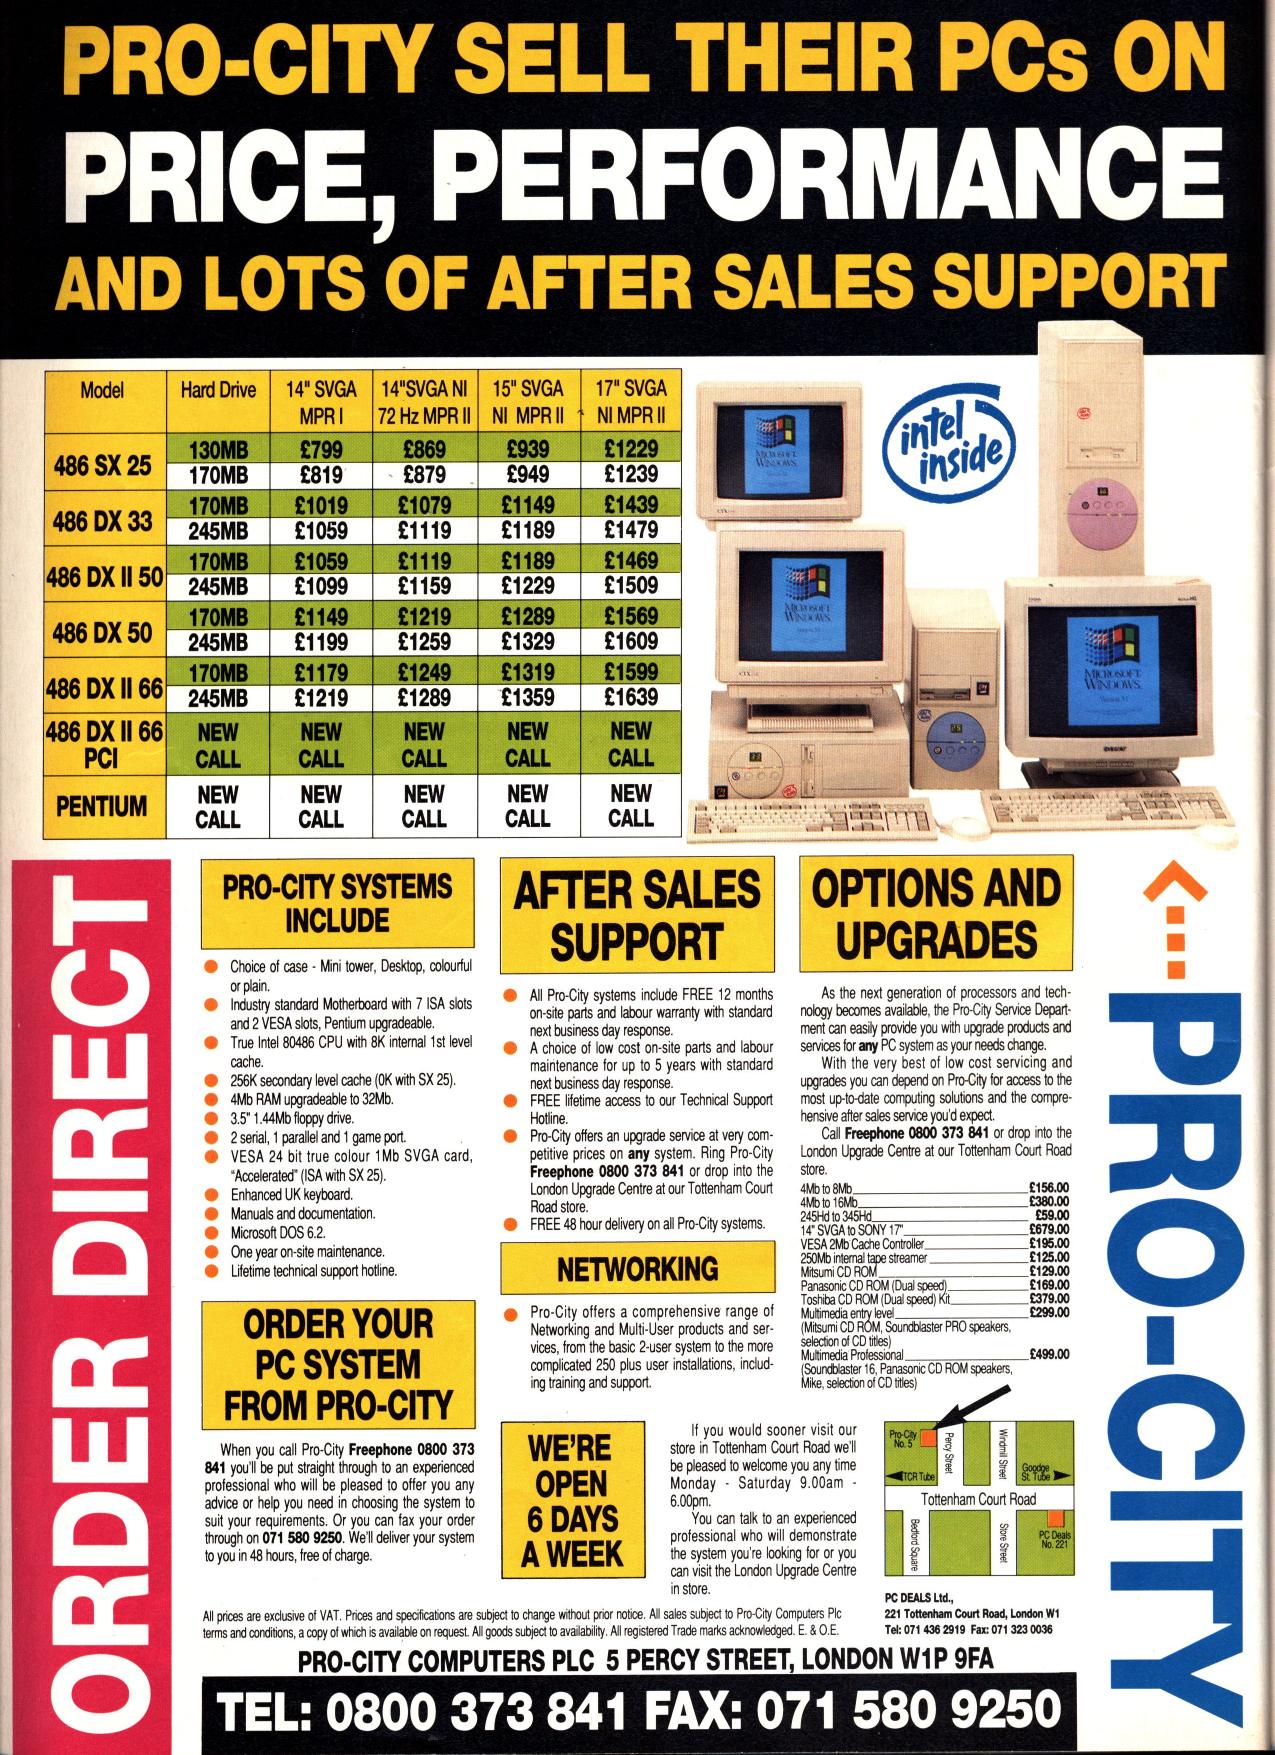 PRO-CITY SELL THEIR PCs ON
PRICE, PERFORMANCE
AND LOTS OF AFTER SALES SUPPORT
Model Hard Drive 14" SVGA MPR I 14"SVGA NI 72 Hz MPR II 15" SVGA NI MPR II 17" SVGA NI MPR II
486 SX 25 130MB £799 £869 £939 £1229
170MB £819 £879 £949 £1239
486 DX 33 170MB £1019 £1079 £1149 £1439
245MB £1059 £1119 £1189 £1479
486 DX II 50 170MB £1059 £1119 £1189 £1469
245MB £1099 £1159 £1229 £1509
486 DX 50 170MB £1149 £1219 £1289 £1569
245MB £1199 £1259 £1329 £1609
486 DX II 66 170MB £1179 £1249 £1319 £1599
245MB £1219 £1289 £1359 £1639
486 DX II 66 PCI NEW CALL NEW CALL NEW CALL NEW CALL NEW CALL
PENTIUM NEW CALL NEW CALL NEW CALL NEW CALL NEW CALL
intel
inside
MICROSOFT
WINDOWS
CTX
MICROSOFT
WINDOWS
CTX
MICROSOFT
WINDOWS
SONY
ORDER DIRECT
PRO-CITY SYSTEMS
INCLUDE
Choice of case - Mini tower, Desktop, colourful
or plain.
Industry standard Motherboard with 7 ISA slots
and 2 VESA slots, Pentium upgradeable.
True Intel 80486 CPU with 8K internal 1st level
cache.
256K secondary level cache (0K with SX 25).
4Mb RAM upgradeable to 32Mb.
3.5" 1.44Mb floppy drive.
2 serial, 1 parallel and 1 game port.
VESA 24 bit true colour 1Mb SVGA card,
"Accelerated" (ISA with SX 25).
Enhanced UK keyboard.
Manuals and documentation.
Microsoft DOS 6.2.
One year on-site maintenance.
Lifetime technical support hotline.
ORDER YOUR
PC SYSTEM
FROM PRO-CITY
When you call Pro-City Freephone 0800 373
841 you'll be put straight through to an experienced
professional who will be pleased to offer you any
advice or help you need in choosing the system to
suit your requirements. Or you can fax your order
through on 071 580 9250. We'll deliver your system
to you in 48 hours, free of charge.
AFTER SALES
SUPPORT
All Pro-City systems include FREE 12 months
on-site parts and labour warranty with standard
next business day response.
A choice of low cost on-site parts and labour
maintenance for up to 5 years with standard
next business day response.
FREE lifetime access to our Technical Support
Hotline.
Pro-City offers an upgrade service at very com-
petitive prices on any system. Ring Pro-City
Freephone 0800 373 841 or drop into the
London Upgrade Centre at our Tottenham Court
Road store.
FREE 48 hour delivery on all Pro-City systems.
NETWORKING
Pro-City offers a comprehensive range of
Networking and Multi-User products and ser-
vices, from the basic 2-user system to the more
complicated 250 plus user installations, includ-
ing training and support.
WE'RE
OPEN
6 DAYS
A WEEK
If you would sooner visit our
store in Tottenham Court Road we'll
be pleased to welcome you any time
Monday - Saturday 9.00am -
6.00pm.
You can talk to an experienced
professional who will demonstrate
the system you're looking for or you
can visit the London Upgrade Centre
in store.
OPTIONS AND
UPGRADES
As the next generation of processors and tech-
nology becomes available, the Pro-City Service Depart-
ment can easily provide you with upgrade products and
services for any PC system as your needs change.
With the very best of low cost servicing and
upgrades you can depend on Pro-City for access to the
most up-to-date computing solutions and the compre-
hensive after sales service you'd expect.
Call Freephone 0800 373 841 or drop into the
London Upgrade Centre at our Tottenham Court Road
store.
4Mb to 8Mb £156.00
4Mb to 16Mb £380.00
245Hd to 345Hd £59.00
14" SVGA to SONY 17" £679.00
VESA 2Mb Cache Controller £195.00
250Mb internal tape streamer £125.00
Mitsumi CD ROM £129.00
Panasonic CD ROM (Dual speed) £169.00
Toshiba CD ROM (Dual speed) Kit £379.00
Multimedia entry level £299.00
(Mitsumi CD ROM, Soundblaster PRO speakers,
selection of CD titles)
Multimedia Professional £499.00
(Soundblaster 16, Panasonic CD ROM speakers,
Mike, selection of CD titles)
Pro-City
No. 5
Percy Street
Windmill Street
TCR Tube
Goodge
St. Tube
Tottenham Court Road
Bedford Square
Store Street
PC Deals
No. 221
PC DEALS Ltd.,
221 Tottenham Court Road, London W1
Tel: 071 436 2919 Fax: 071 323 0036
PRO-CITY
All prices are exclusive of VAT. Prices and specifications are subject to change without prior notice. All sales subject to Pro-City Computers Plc
terms and conditions, a copy of which is available on request. All goods subject to availability. All registered Trade marks acknowledged. E. & O.E.
PRO-CITY COMPUTERS PLC 5 PERCY STREET, LONDON W1P 9FA
TEL: 0800 373 841 FAX: 071 580 9250